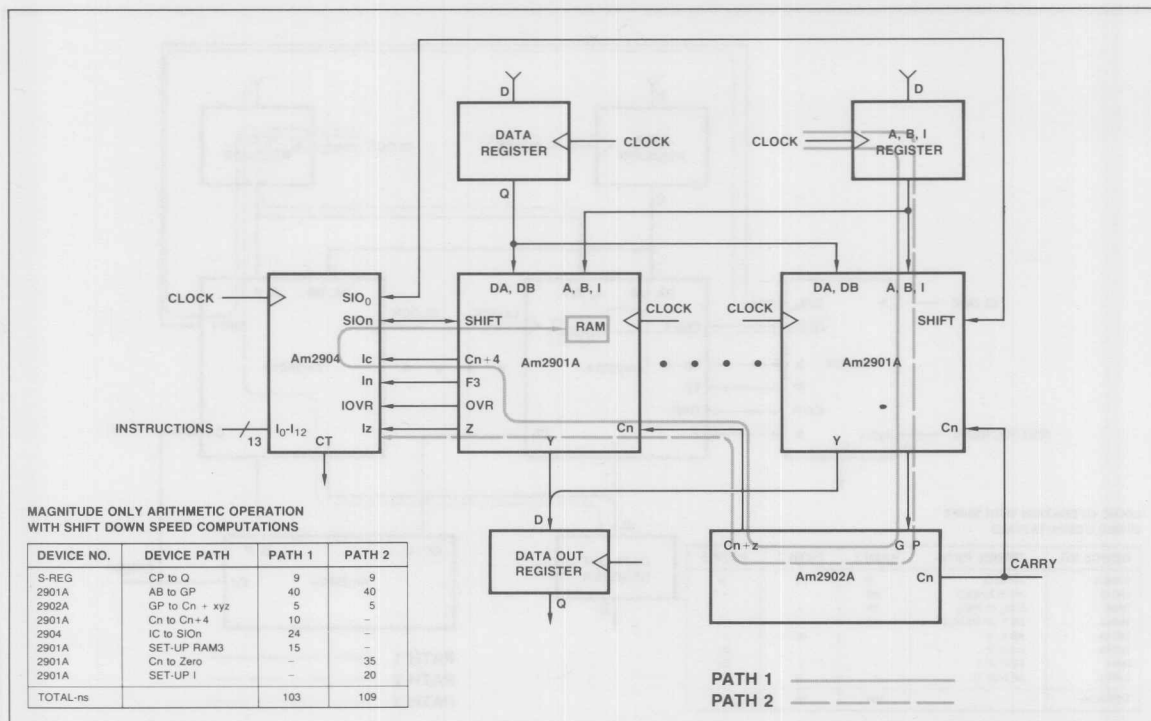 D
D
DATA
REGISTER
CLOCK
CLOCK
A, B, I
REGISTER
Q
CLOCK
SIO0
SIOn
Am2904
Ic
In
IOVR
Iz
INSTRUCTIONS
13
I0-I12
CT
DA, DB
A, B, I
SHIFT
RAM
Cn+4
Am2901A
F3
OVR
Z
Cn
Y
CLOCK
CLOCK
DA, DB
A, B, I
SHIFT
Am2901A
Cn
Y
D
DATA OUT
REGISTER
Q
Cn+z
G P
Am2902A
Cn
CARRY
MAGNITUDE ONLY ARITHMETIC OPERATION
WITH SHIFT DOWN SPEED COMPUTATIONS
DEVICE NO. DEVICE PATH PATH 1 PATH 2
S-REG CP to Q 9 9
2901A AB to GP 40 40
2902A GP to Cn + xyz 5 5
2901A Cn to Cn+4 10 –
2904 IC to SIOn 24 –
2901A SET-UP RAM3 15 –
2901A Cn to Zero – 35
2901A SET-UP I – 20
TOTAL-ns 103 109
PATH 1
PATH 2